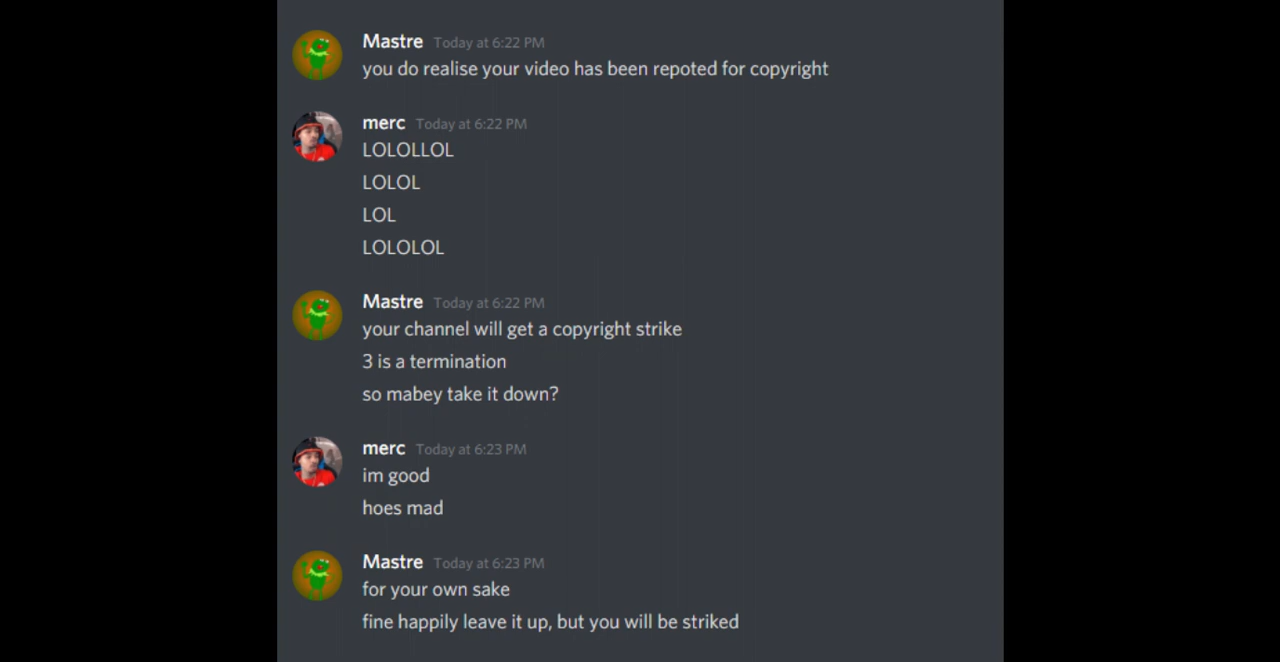 Mastre Today at 6:22 PM
you do realise your video has been repoted for copyright
merc Today at 6:22 PM
LOLOLLOL
LOLOL
LOL
LOLOLOL
Mastre Today at 6:22 PM
your channel will get a copyright strike
3 is a termination
so mabey take it down?
merc Today at 6:23 PM
im good
hoes mad
Mastre Today at 6:23 PM
for your own sake
fine happily leave it up, but you will be striked